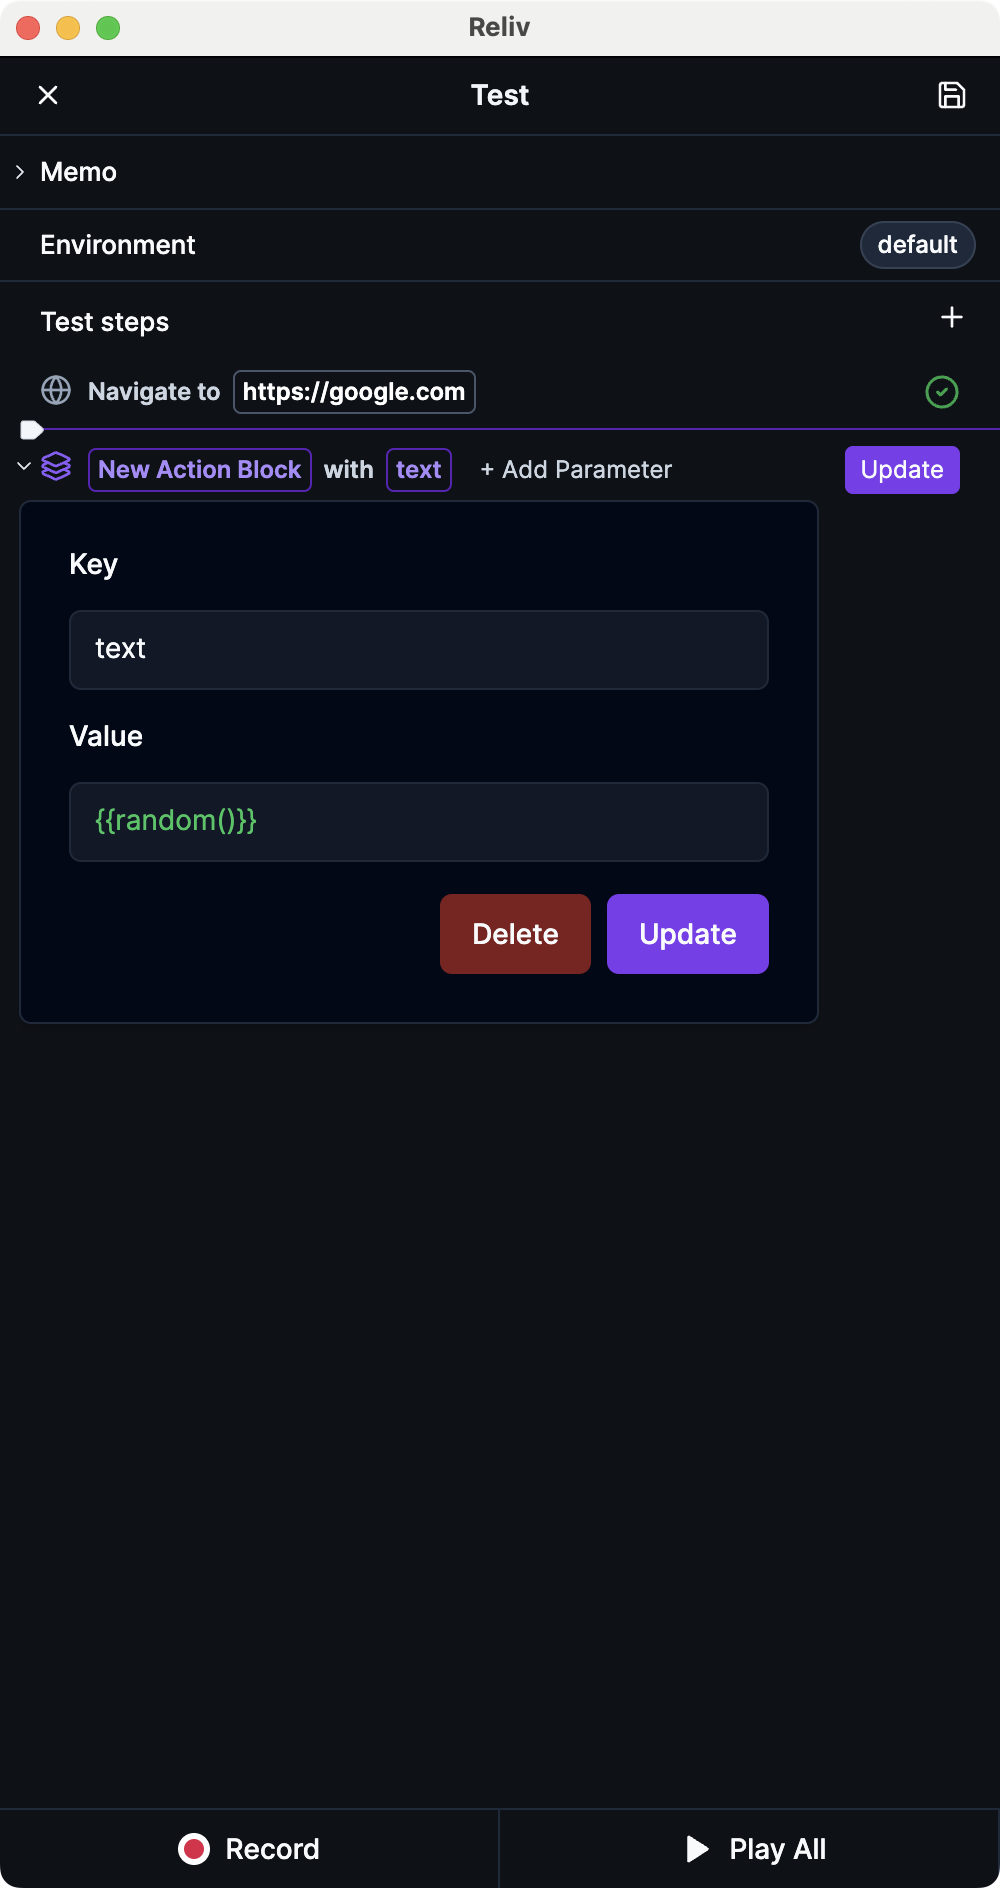 Reliv
Test
Memo
Environment default
Test steps
Navigate to https://google.com
New Action Block with text + Add Parameter Update
Key
text
Value
{{random()}}
Delete Update
Record Play All